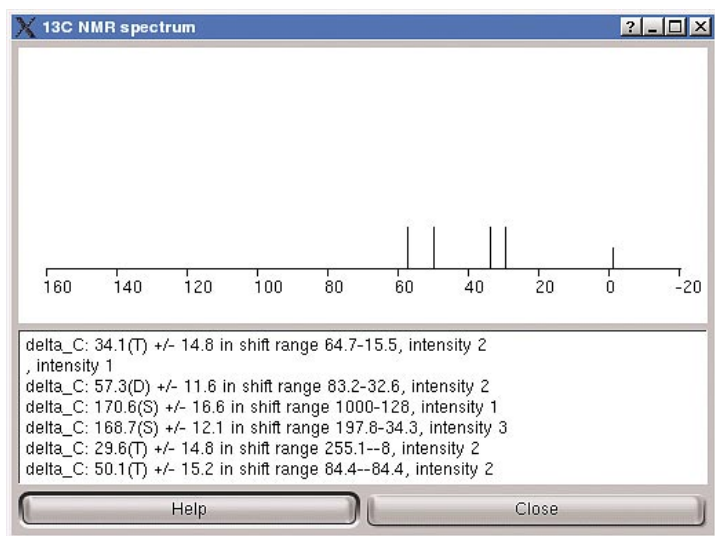 13C NMR spectrum
160 140 120 100 80 60 40 20 0 -20
delta_C: 34.1(T) +/- 14.8 in shift range 64.7-15.5, intensity 2
, intensity 1
delta_C: 57.3(D) +/- 11.6 in shift range 83.2-32.6, intensity 2
delta_C: 170.6(S) +/- 16.6 in shift range 1000-128, intensity 1
delta_C: 168.7(S) +/- 12.1 in shift range 197.8-34.3, intensity 3
delta_C: 29.6(T) +/- 14.8 in shift range 255.1--8, intensity 2
delta_C: 50.1(T) +/- 15.2 in shift range 84.4--84.4, intensity 2
Help Close